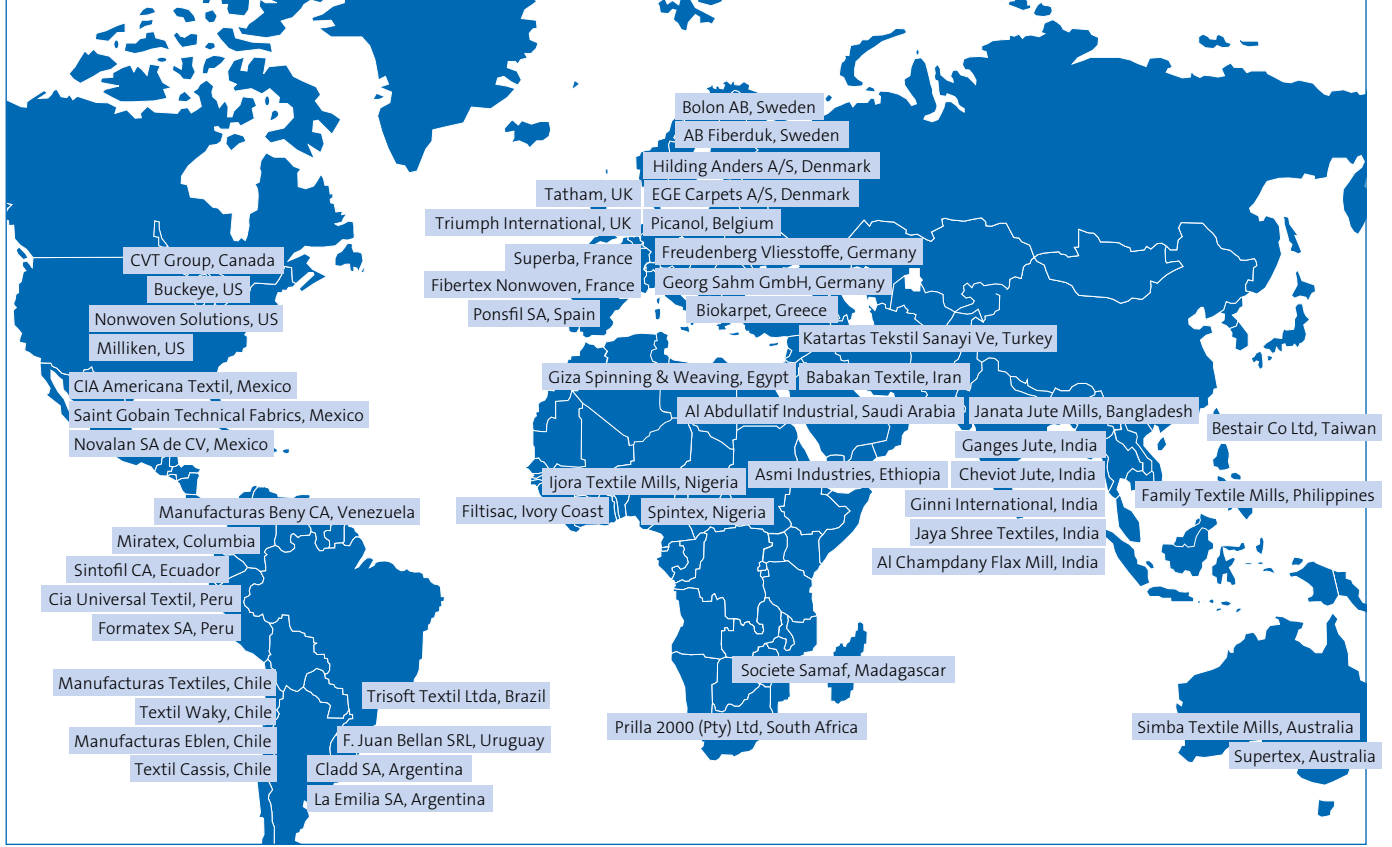 Bolon AB, Sweden
AB Fiberduk, Sweden
Hilding Anders A/S, Denmark
Tatham, UK
EGE Carpets A/S, Denmark
Triumph International, UK
Picanol, Belgium
Superba, France
Freudenberg Vliesstoffe, Germany
Fibertex Nonwoven, France
Georg Sahm GmbH, Germany
Ponsfil SA, Spain
Biokarpet, Greece
Katartas Tekstil Sanayi Ve, Turkey
CVT Group, Canada
Buckeye, US
Nonwoven Solutions, US
Milliken, US
CIA Americana Textil, Mexico
Saint Gobain Technical Fabrics, Mexico
Novalan SA de CV, Mexico
Giza Spinning & Weaving, Egypt
Babakan Textile, Iran
Al Abdullatif Industrial, Saudi Arabia
Janata Jute Mills, Bangladesh
Bestair Co Ltd, Taiwan
Ganges Jute, India
Asmi Industries, Ethiopia
Cheviot Jute, India
Ijora Textile Mills, Nigeria
Family Textile Mills, Philippines
Ginni International, India
Filtisac, Ivory Coast
Spintex, Nigeria
Jaya Shree Textiles, India
Al Champdany Flax Mill, India
Manufacturas Beny CA, Venezuela
Miratex, Columbia
Sintofil CA, Ecuador
Cia Universal Textil, Peru
Formatex SA, Peru
Manufacturas Textiles, Chile
Trisoft Textil Ltda, Brazil
Textil Waky, Chile
Manufacturas Eblen, Chile
F. Juan Bellan SRL, Uruguay
Textil Cassis, Chile
Cladd SA, Argentina
La Emilia SA, Argentina
Societe Samaf, Madagascar
Prilla 2000 (Pty) Ltd, South Africa
Simba Textile Mills, Australia
Supertex, Australia